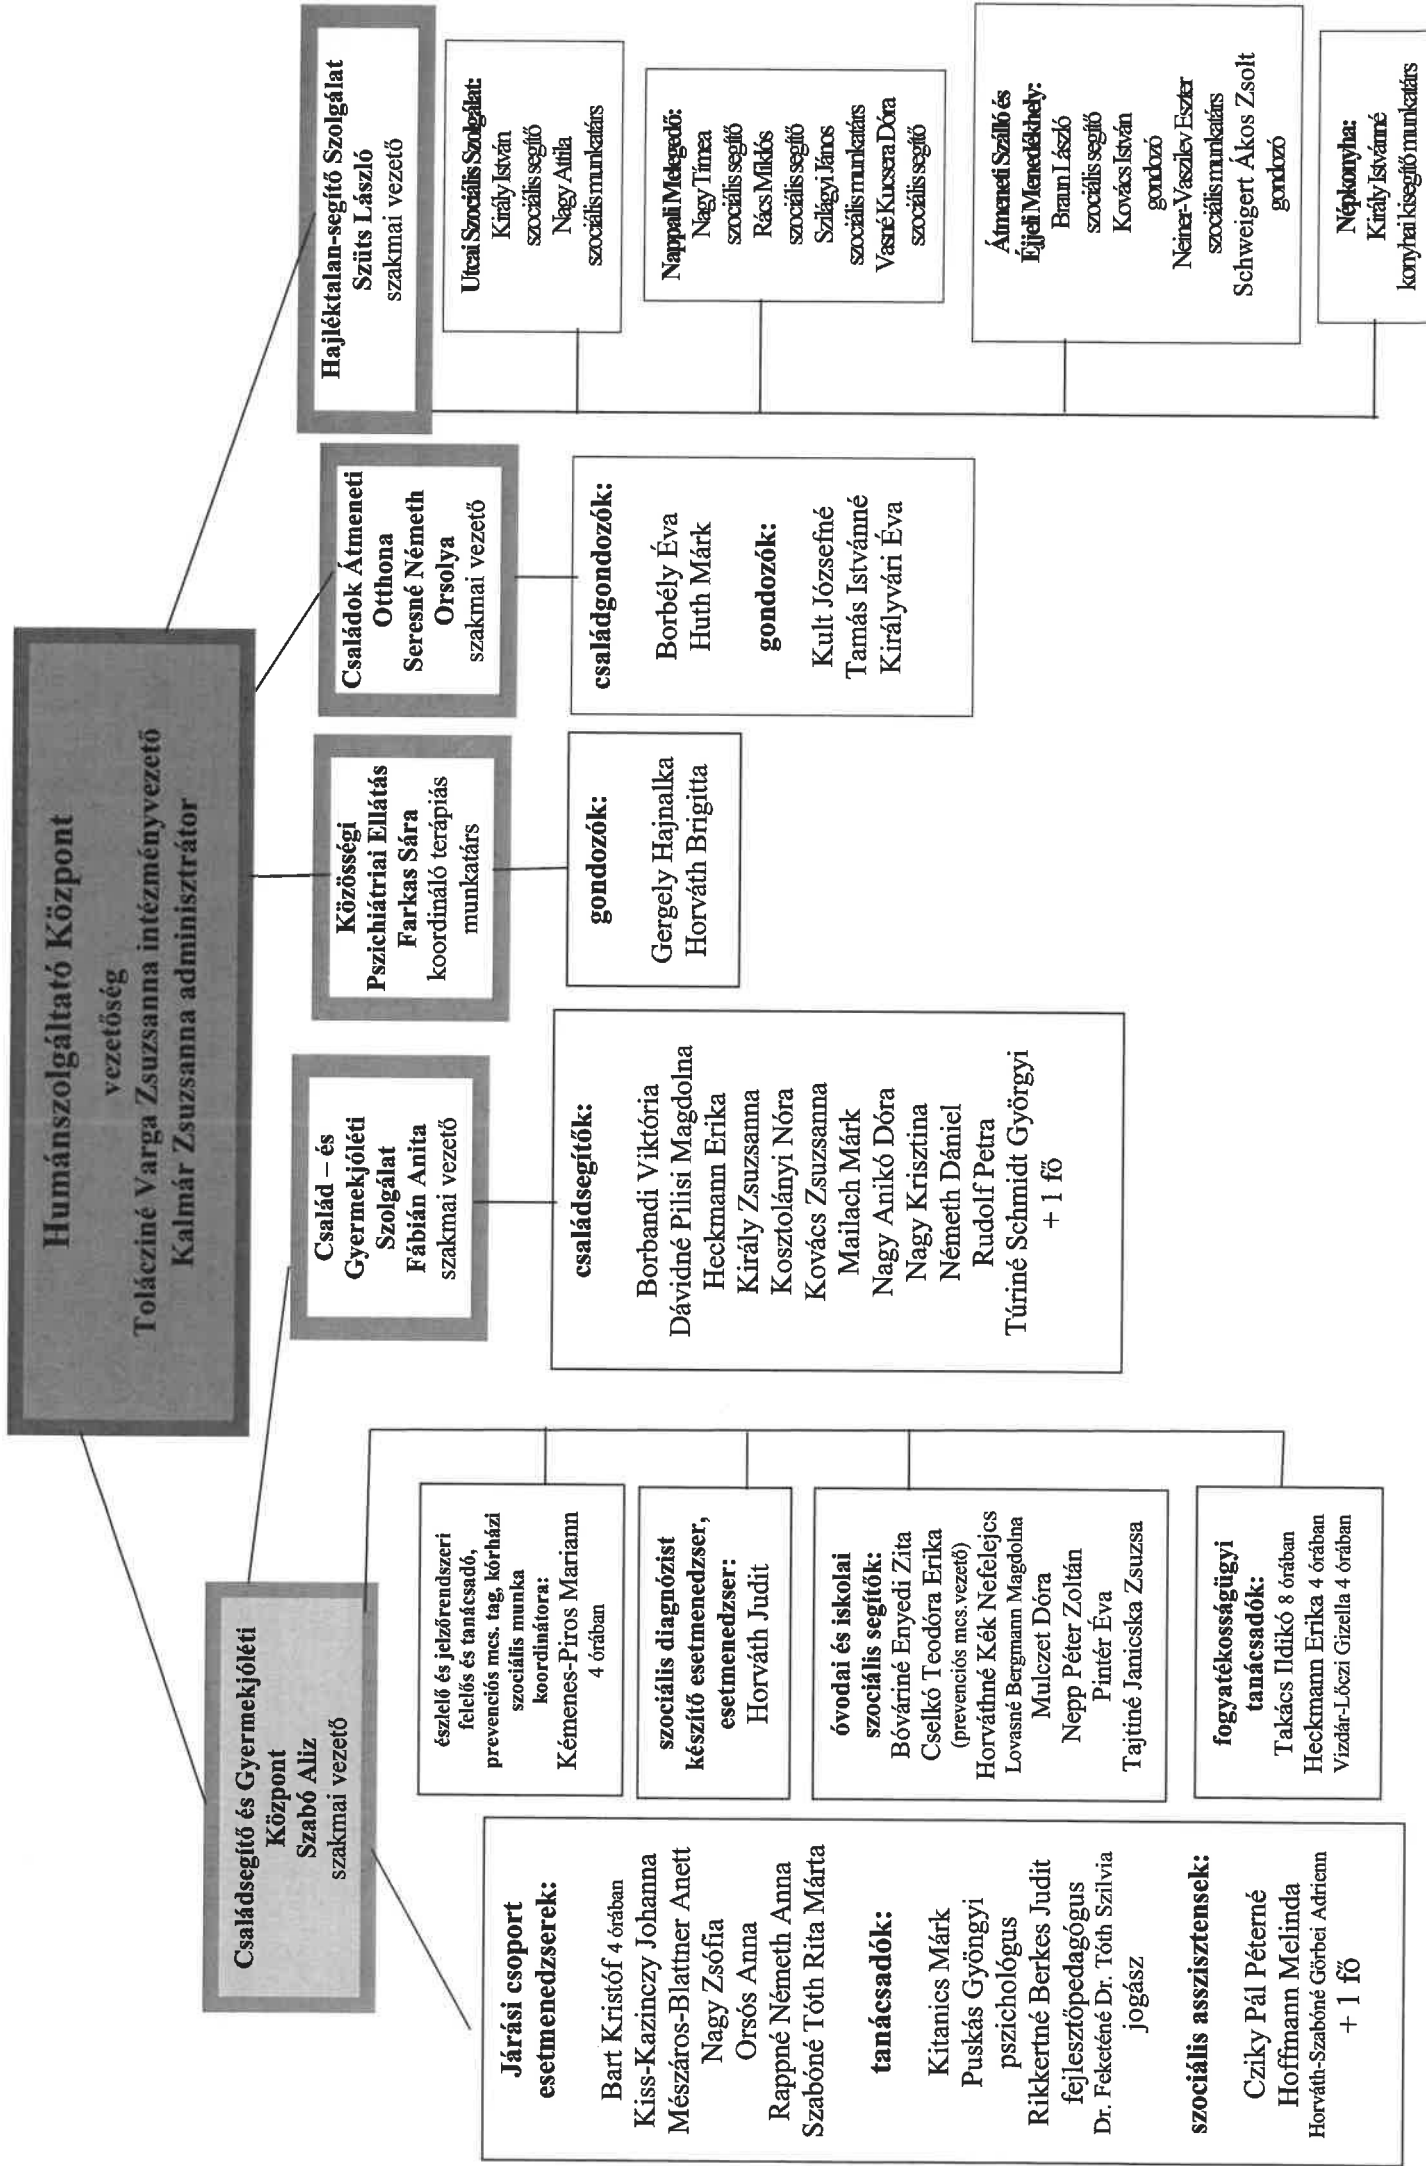 Humánszolgáltató Központ
vezetőség
Tolácziné Varga Zsuzsanna intézményvezető
Kalmár Zsuzsanna adminisztrátor
Családsegítő és Gyermekjóléti
Központ
Szabó Aliz
szakmai vezető
Járási csoport
esetmenedzserek:
Bart Kristóf 4 órában
Kiss-Kazinczy Johanna
Mészáros-Blattner Anett
Nagy Zsófia
Orsós Anna
Rappné Németh Anna
Szabóné Tóth Rita Márta
tanácsadók:
Kitanics Márk
Puskás Gyöngyi
pszichológus
Rikkertné Berkes Judit
fejlesztőpedagógus
Dr. Feketéné Dr. Tóth Szilvia
jogász
szociális asszisztensek:
Cziky Pál Péterné
Hoffmann Melinda
Horváth-Szabóné Görbei Adrienn
+ 1 fő
észlelő és jelzőrendszeri
felelős és tanácsadó,
prevenciós mcs. tag, kórházi
szociális munka
koordinátora:
Kémenes-Piros Mariann
4 órában
szociális diagnózist
készítő esetmenedzser,
esetmenedzser:
Horváth Judit
óvodai és iskolai
szociális segítők:
Bóváriné Enyedi Zita
Cselkó Teodóra Erika
(prevenciós mcs.vezető)
Horváthné Kék Nefelejcs
Lovasné Bergmann Magdolna
Mulczet Dóra
Nepp Péter Zoltán
Pintér Éva
Tajtiné Janicska Zsuzsa
fogyatékosságügyi
tanácsadók:
Takács Ildikó 8 órában
Heckmann Erika 4 órában
Vizdár-Lőczi Gizella 4 órában
Család – és
Gyermekjóléti
Szolgálat
Fábián Anita
szakmai vezető
családsegítők:
Borbandi Viktória
Dávidné Pilisi Magdolna
Heckmann Erika
Király Zsuzsanna
Kosztolányi Nóra
Kovács Zsuzsanna
Mailach Márk
Nagy Anikó Dóra
Nagy Krisztina
Németh Dániel
Rudolf Petra
Túriné Schmidt Györgyi
+ 1 fő
Közösségi
Pszichiátriai Ellátás
Farkas Sára
koordináló terápiás
munkatárs
gondozók:
Gergely Hajnalka
Horváth Brigitta
Családok Átmeneti
Otthona
Seresné Németh
Orsolya
szakmai vezető
családgondozók:
Borbély Éva
Huth Márk
gondozók:
Kult Józsefné
Tamás Istvánné
Királyvári Éva
Hajléktalan-segítő Szolgálat
Szüts László
szakmai vezető
Utcai Szociális Szolgálat:
Király István
szociális segítő
Nagy Attila
szociális munkatárs
Nappali Melegedő:
Nagy Tímea
szociális segítő
Rács Miklós
szociális segítő
Szilágyi János
szociális munkatárs
Vasné Kucsera Dóra
szociális segítő
Átmeneti Szálló és
Éjjeli Menedékhely:
Braun László
szociális segítő
Kovács István
gondozó
Neiner-Vaszilev Eszter
szociális munkatárs
Schweigert Ákos Zsolt
gondozó
Népkonyha:
Király Istvánné
konyhai kisegítő munkatárs